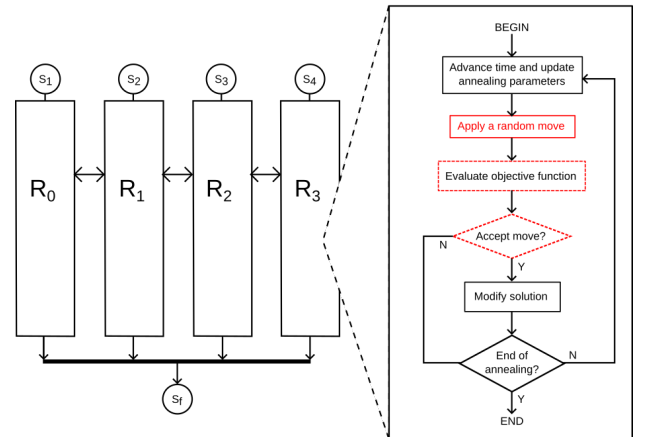 S1
S2
S3
S4
R0
R1
R2
R3
Sf
BEGIN
Advance time and update
annealing parameters
Apply a random move
Evaluate objective function
Accept move?
N
Y
Modify solution
End of
annealing?
N
Y
END